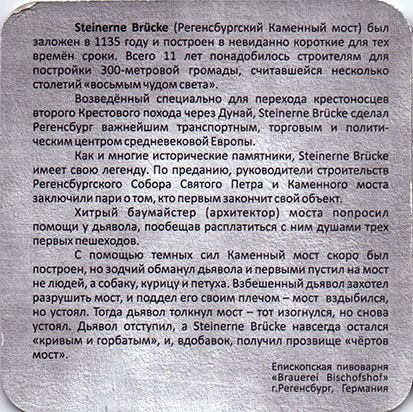 Steinerne Brücke (Регенсбургский Каменный мост) был
заложен в 1135 году и построен в невиданно короткие для тех
времён сроки. Всего 11 лет понадобилось строителям для
постройки 300-метровой громады, считавшейся несколько
столетий «восьмым чудом света».
Возведённый специально для перехода крестоносцев
второго Крестового похода через Дунай, Steinerne Brücke сделал
Регенсбург важнейшим транспортным, торговым и полити-
ческим центром средневековой Европы.
Как и многие исторические памятники, Steinerne Brücke
имеет свою легенду. По преданию, руководители строительств
Регенсбургского Собора Святого Петра и Каменного моста
заключили пари о том, кто первым закончит свой объект.
Хитрый баумайстер (архитектор) моста попросил
помощи у дьявола, пообещав расплатиться с ним душами трех
первых пешеходов.
С помощью темных сил Каменный мост скоро был
построен, но зодчий обманул дьявола и первыми пустил на мост
не людей, а собаку, курицу и петуха. Взбешенный дьявол захотел
разрушить мост, и поддел его своим плечом – мост вздыбился,
но устоял. Тогда дьявол толкнул мост – тот изогнулся, но снова
устоял. Дьявол отступил, а Steinerne Brücke навсегда остался
«кривым и горбатым», и, вдобавок, получил прозвище «чёртов
мост».
Епископская пивоварня
«Brauerei Bischofshof»
г.Регенсбург, Германия